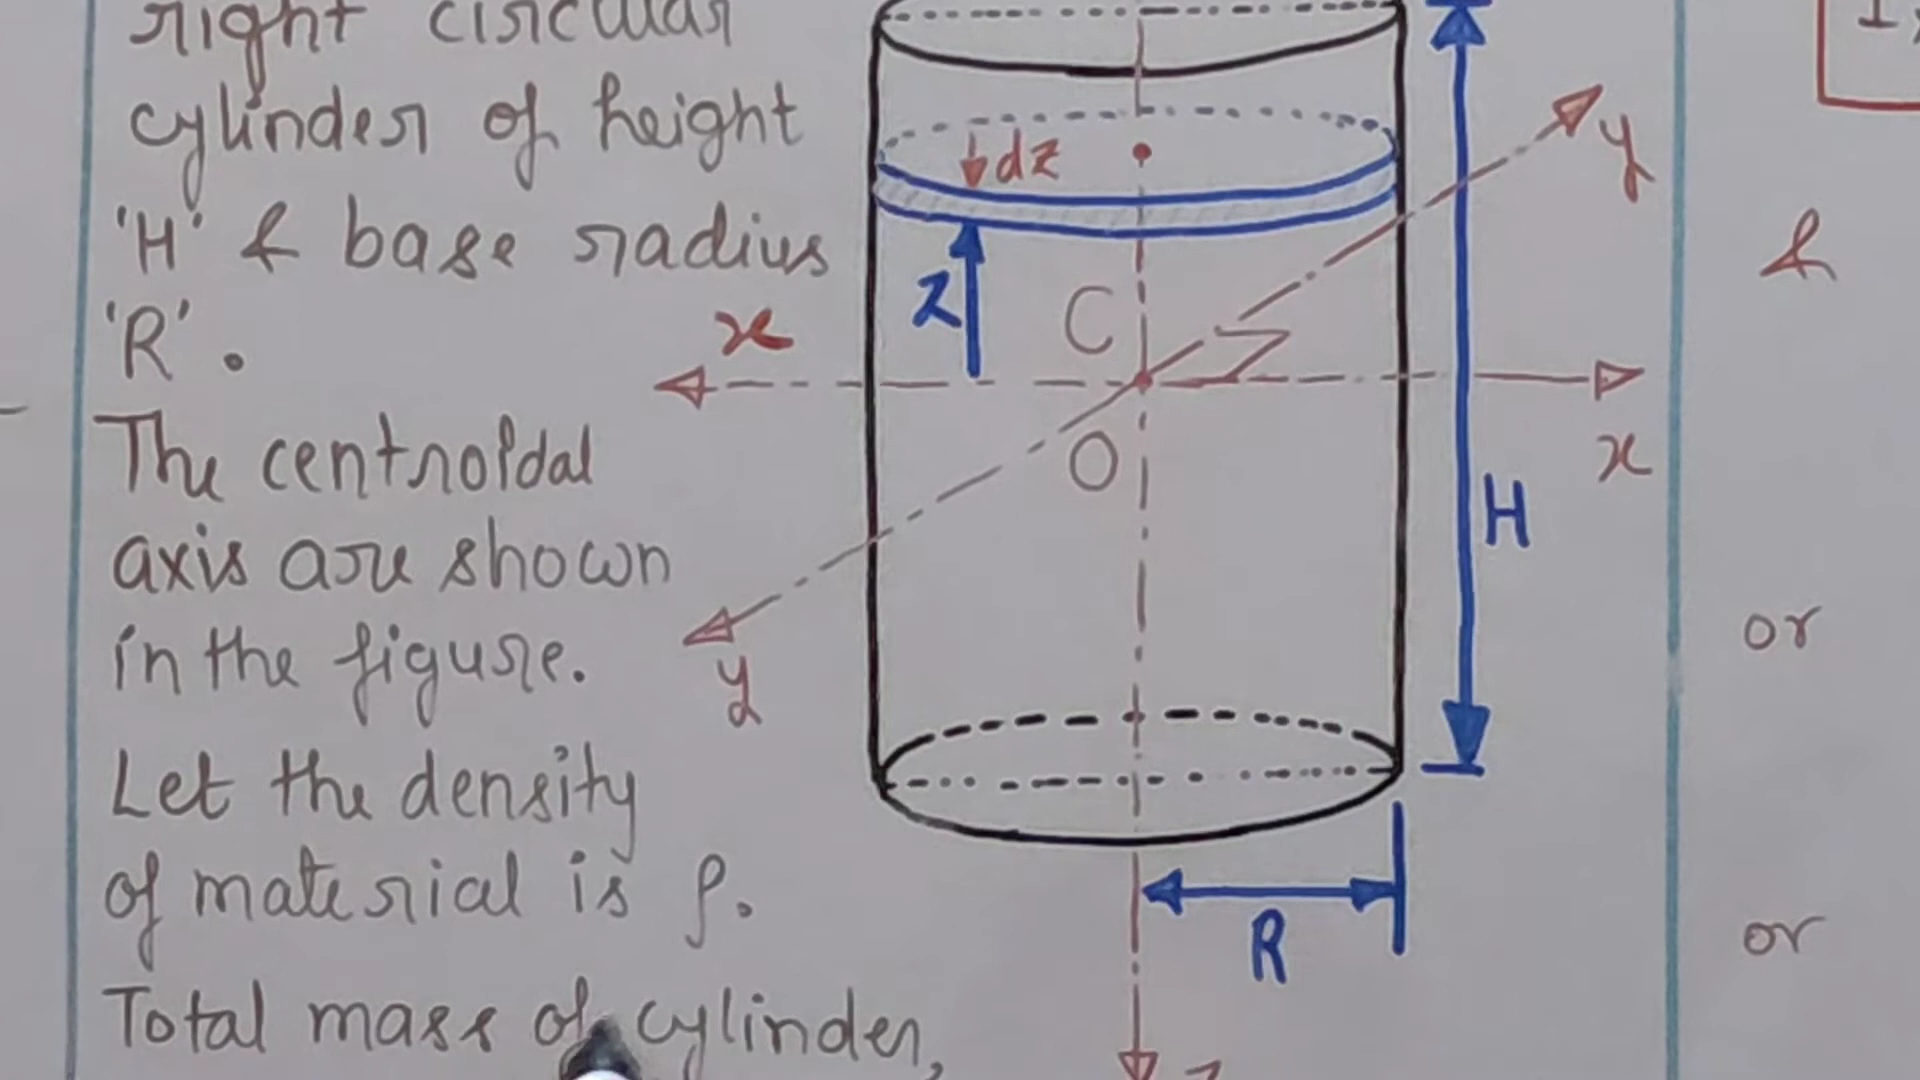 right circular
cylinder of height
'H' & base radius
'R'.
The centroidal
axis are shown
in the figure.
Let the density
of material is ρ.
Total mass of cylinder,
dz
y
z
C
x
x
O
H
y
R
&
or
or